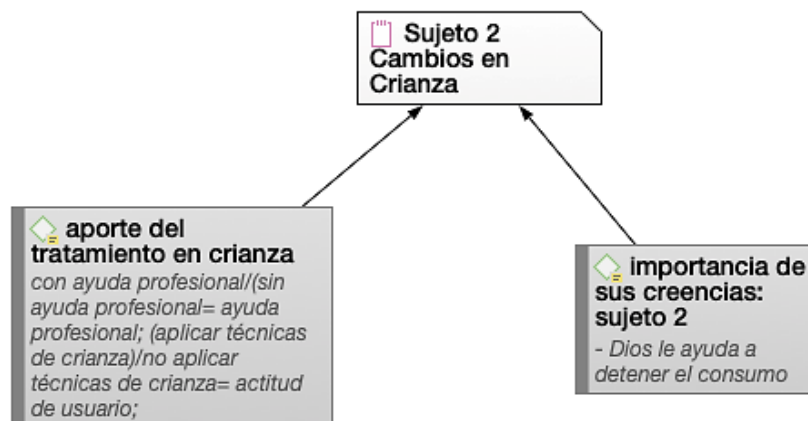 Sujeto 2
Cambios en
Crianza
aporte del
tratamiento en crianza
con ayuda profesional/(sin
ayuda profesional= ayuda
profesional; (aplicar técnicas
de crianza)/no aplicar
técnicas de crianza= actitud
de usuario;
importancia de
sus creencias:
sujeto 2
- Dios le ayuda a
detener el consumo